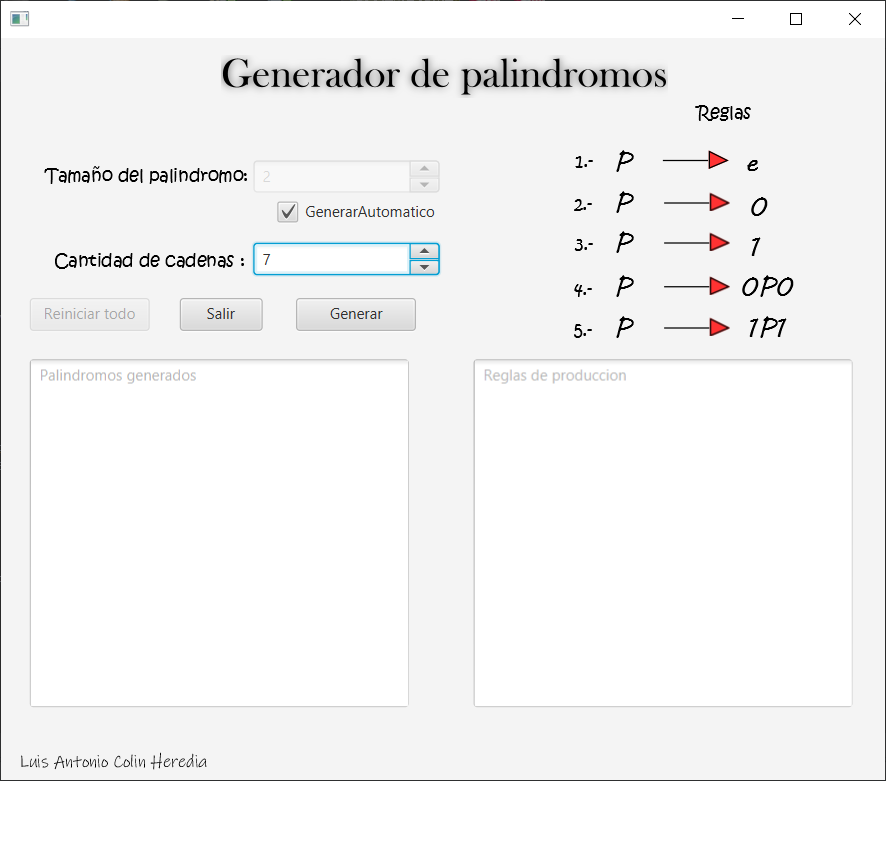 Generador de palindromos
Reglas
Tamaño del palindromo: 2
GenerarAutomatico
Cantidad de cadenas : 7
Reiniciar todo Salir Generar
1.- P e
2.- P 0
3.- P 1
4.- P 0P0
5.- P 1P1
Palindromos generados
Reglas de produccion
Luis Antonio Colin Heredia